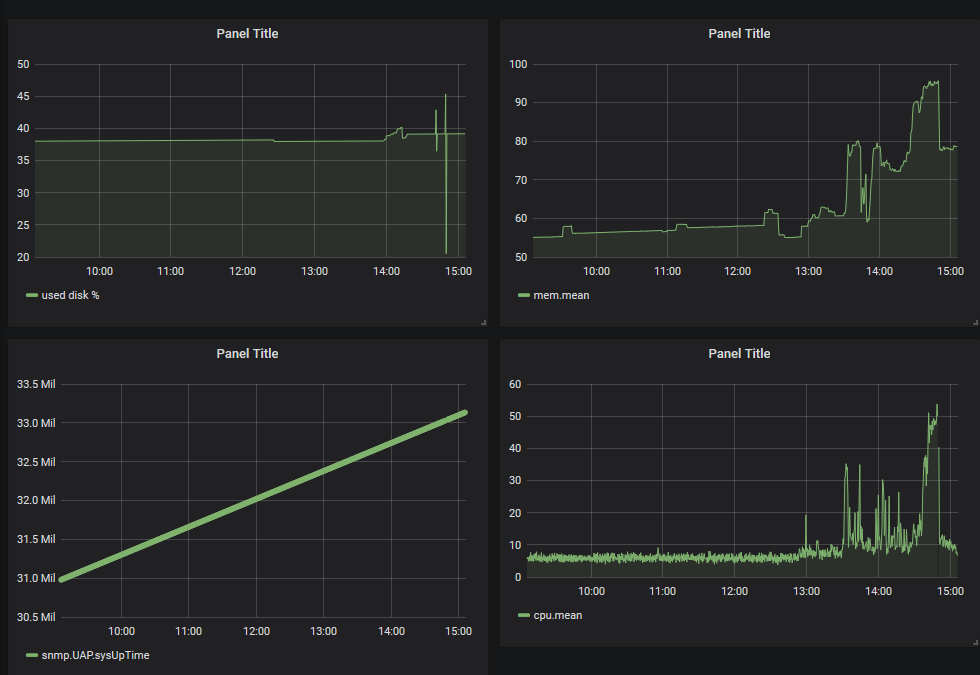 Panel Title
50
45
40
35
30
25
20
10:00 11:00 12:00 13:00 14:00 15:00
used disk %
Panel Title
100
90
80
70
60
50
10:00 11:00 12:00 13:00 14:00 15:00
mem.mean
Panel Title
33.5 Mil
33.0 Mil
32.5 Mil
32.0 Mil
31.5 Mil
31.0 Mil
30.5 Mil
10:00 11:00 12:00 13:00 14:00 15:00
snmp.UAP.sysUpTime
Panel Title
60
50
40
30
20
10
0
10:00 11:00 12:00 13:00 14:00 15:00
cpu.mean